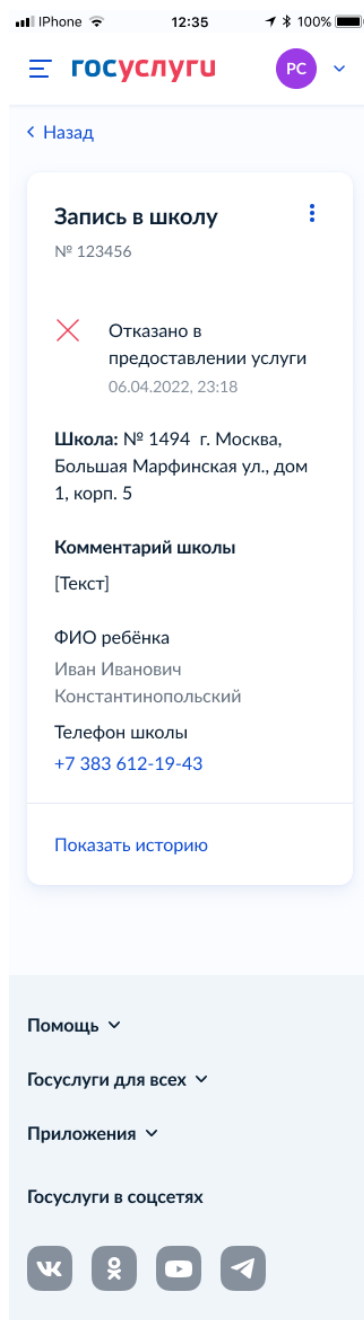 IPhone 12:35 100%
госуслуги РС
Назад
Запись в школу
№ 123456
Отказано в
предоставлении услуги
06.04.2022, 23:18
Школа: № 1494 г. Москва,
Большая Марфинская ул., дом
1, корп. 5
Комментарий школы
[Текст]
ФИО ребёнка
Иван Иванович
Константинопольский
Телефон школы
+7 383 612-19-43
Показать историю
Помощь
Госуслуги для всех
Приложения
Госуслуги в соцсетях